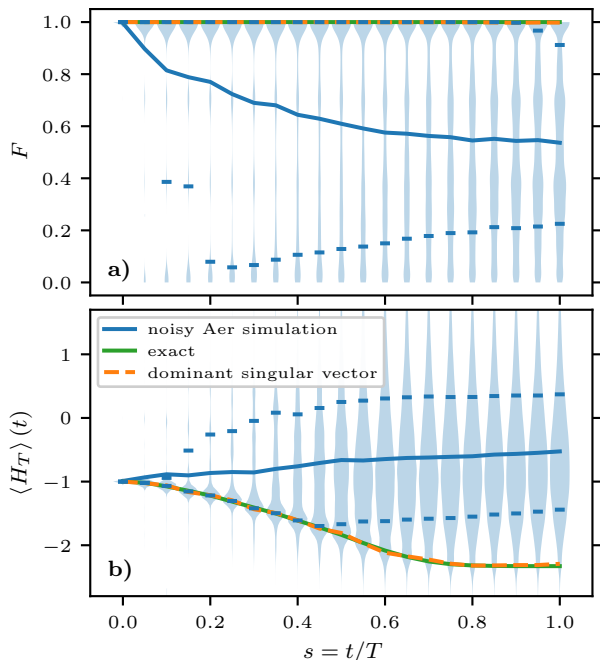 1.0
0.8
0.6
0.4
0.2
0.0
F
a)
noisy Aer simulation
exact
dominant singular vector
1
0
−1
−2
⟨H_T⟩(t)
b)
0.0 0.2 0.4 0.6 0.8 1.0
s = t/T